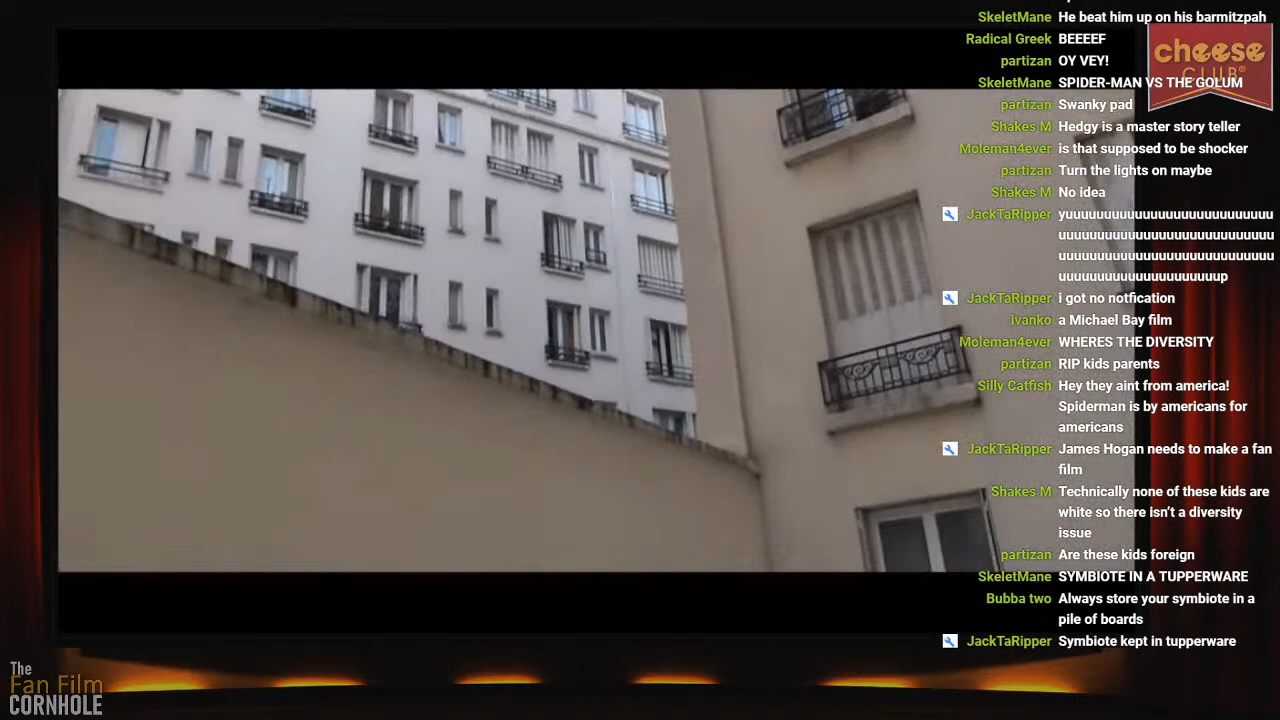 SkeletMane He beat him up on his barmitzpah
Radical Greek BEEEEF
partizan OY VEY!
SkeletMane SPIDER-MAN VS THE GOLUM
partizan Swanky pad
Shakes M Hedgy is a master story teller
Moleman4ever is that supposed to be shocker
partizan Turn the lights on maybe
Shakes M No idea
JackTaRipper yuuuuuuuuuuuuuuuuuuuuuuuuuuu
uuuuuuuuuuuuuuuuuuuuuuuuuuuu
uuuuuuuuuuuuuuuuuuuuuuuuuuuu
uuuuuuuuuuuuuuuuuuuuup
JackTaRipper i got no notfication
ivanko a Michael Bay film
Moleman4ever WHERES THE DIVERSITY
partizan RIP kids parents
Silly Catfish Hey they aint from america!
Spiderman is by americans for
americans
JackTaRipper James Hogan needs to make a fan
film
Shakes M Technically none of these kids are
white so there isn't a diversity
issue
partizan Are these kids foreign
SkeletMane SYMBIOTE IN A TUPPERWARE
Bubba two Always store your symbiote in a
pile of boards
JackTaRipper Symbiote kept in tupperware
cheese
CLUB®
The
Fan Film
CORNHOLE